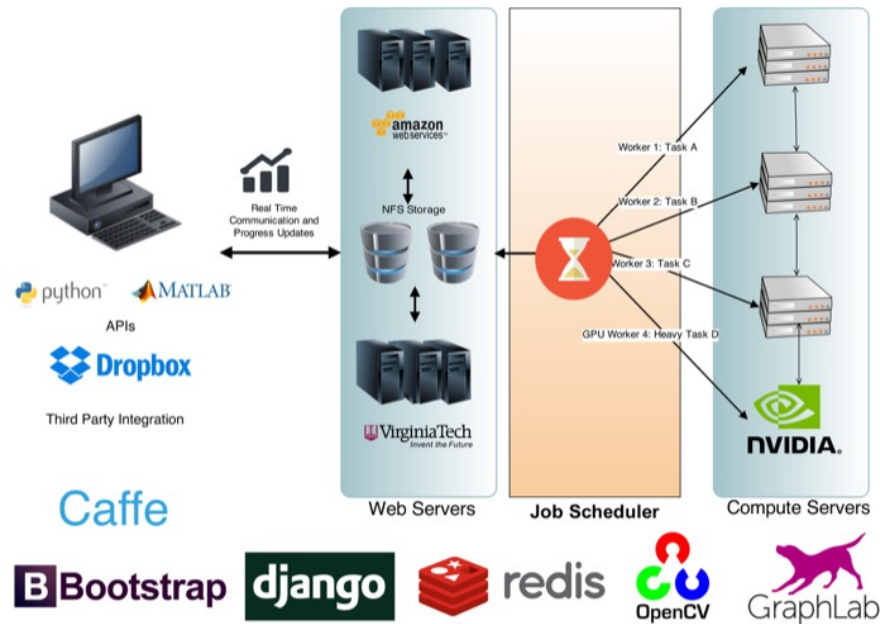 amazon
webservices™
Real Time
Communication and
Progress Updates
NFS Storage
python™
MATLAB
APIs
Dropbox
Third Party Integration
VirginiaTech
Invent the Future
Web Servers
Worker 1: Task A
Worker 2: Task B
Worker 3: Task C
GPU Worker 4: Heavy Task D
Job Scheduler
NVIDIA.
Compute Servers
Caffe
B Bootstrap
django
redis
OpenCV
GraphLab